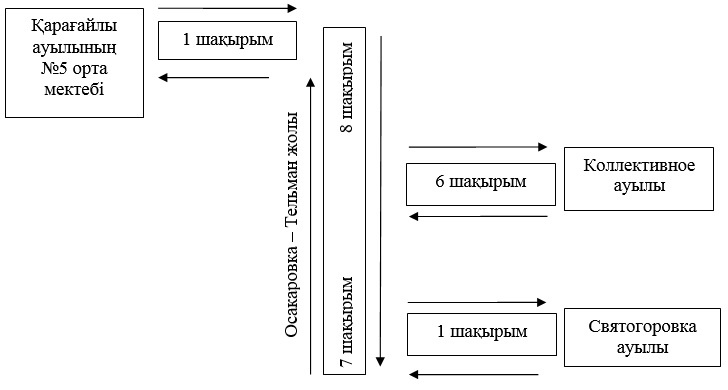 Қарағайлы
ауылының
№5 орта
мектебі
1 шақырым
Осакаровка – Тельман жолы
8 шақырым
7 шақырым
6 шақырым
Коллективное
ауылы
1 шақырым
Святогоровка
ауылы